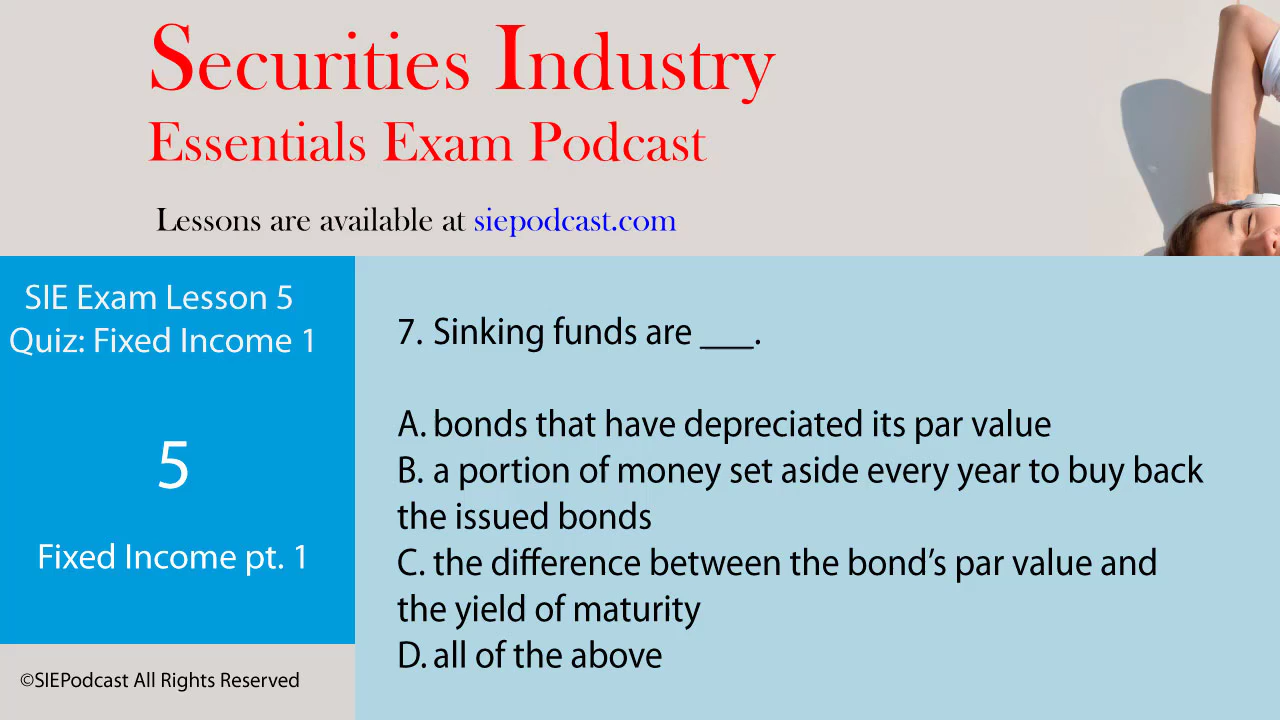 Securities Industry
Essentials Exam Podcast
Lessons are available at siepodcast.com
SIE Exam Lesson 5
Quiz: Fixed Income 1
5
Fixed Income pt. 1
©SIEPodcast All Rights Reserved
7. Sinking funds are ___.
A. bonds that have depreciated its par value
B. a portion of money set aside every year to buy back
the issued bonds
C. the difference between the bond’s par value and
the yield of maturity
D. all of the above